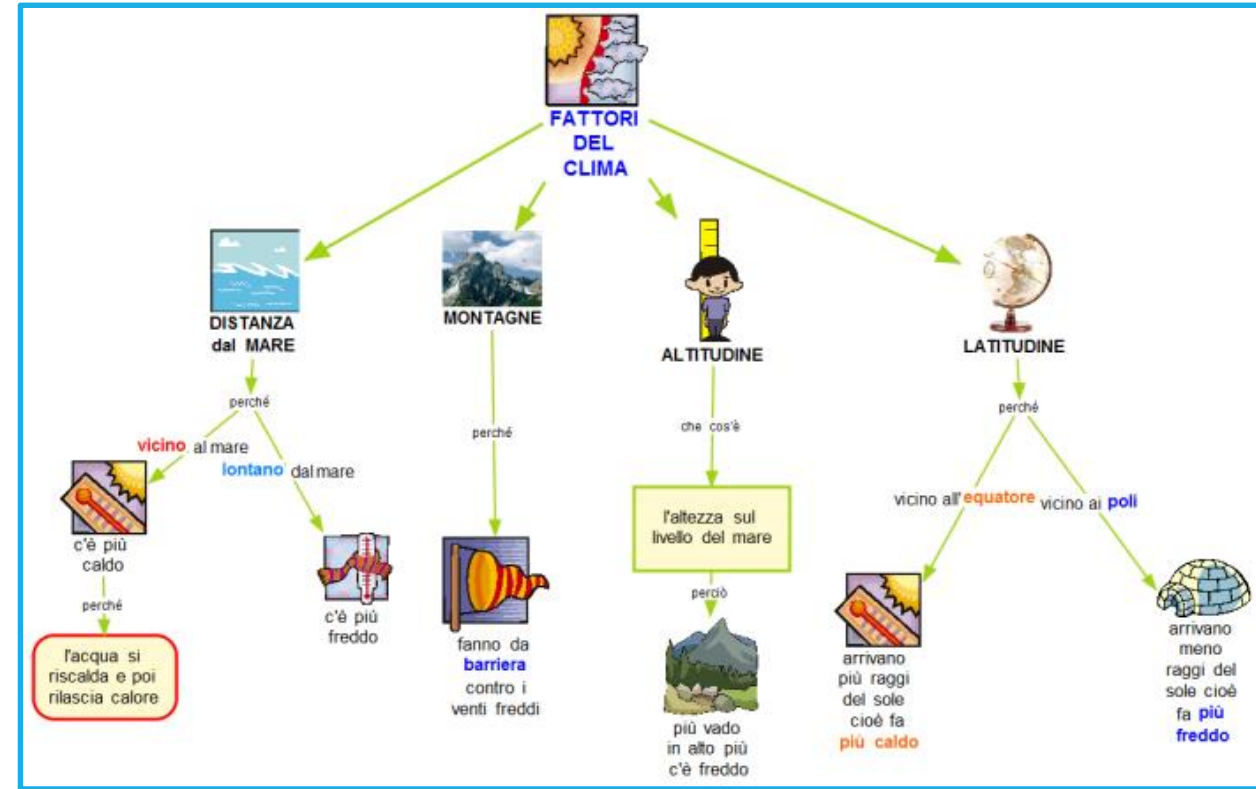 FATTORI
DEL
CLIMA
DISTANZA
dal MARE
perché
vicino al mare
lontano dal mare
c'è più
caldo
perché
l'acqua si
riscalda e poi
rilascia calore
c'è più
freddo
MONTAGNE
perché
fanno da
barriera
contro i
venti freddi
ALTITUDINE
che cos'è
l'altezza sul
livello del mare
perciò
più vado
in alto più
c'è freddo
LATITUDINE
perché
vicino all'equatore
vicino ai poli
arrivano
più raggi
del sole
cioè fa
più caldo
arrivano
meno
raggi del
sole cioè
fa più
freddo